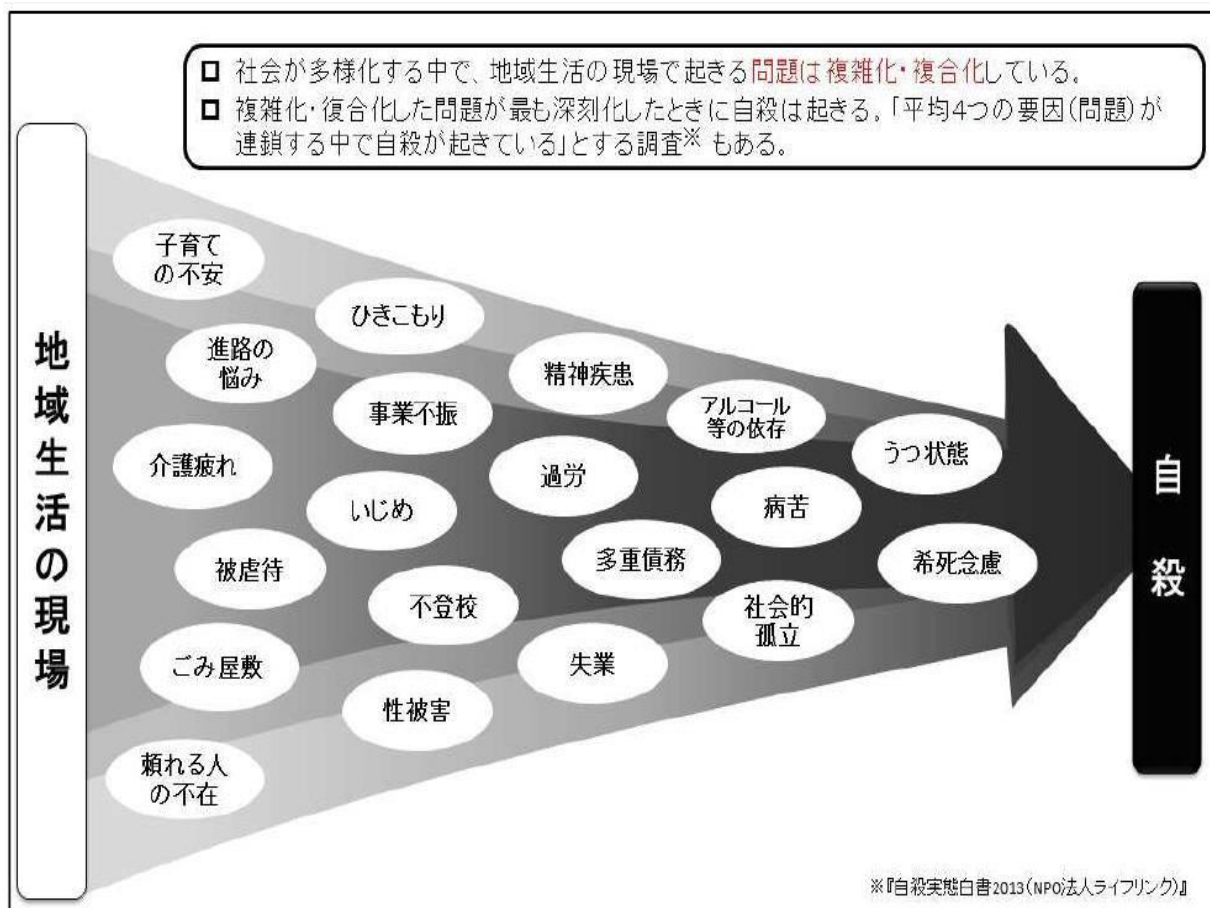 □ 社会が多様化する中で、地域生活の現場で起きる問題は複雑化・複合化している。
□ 複雑化・復合化した問題が最も深刻化したときに自殺は起きる。「平均4つの要因(問題)が
連鎖する中で自殺が起きている」とする調査※ もある。
地域生活の現場
子育て
の不安
ひきこもり
進路の
悩み
精神疾患
事業不振
アルコール
等の依存
うつ状態
介護疲れ
過労
いじめ
病苦
被虐待
多重債務
希死念慮
不登校
社会的
孤立
ごみ屋敷
失業
性被害
頼れる人
の不在
自殺
※『自殺実態白書2013(NPO法人ライフリンク)』